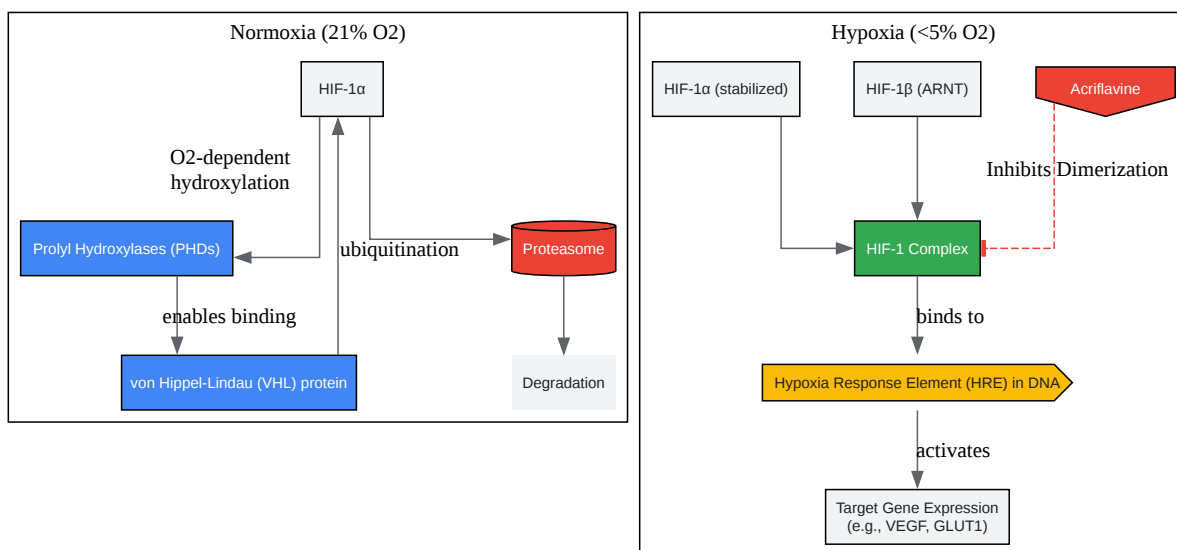 Normoxia (21% O2)
HIF-1α
O2-dependent
hydroxylation
Prolyl Hydroxylases (PHDs)
ubiquitination
Proteasome
enables binding
von Hippel-Lindau (VHL) protein
Degradation
Hypoxia (<5% O2)
HIF-1α (stabilized)
HIF-1β (ARNT)
Acriflavine
Inhibits Dimerization
HIF-1 Complex
binds to
Hypoxia Response Element (HRE) in DNA
activates
Target Gene Expression
(e.g., VEGF, GLUT1)